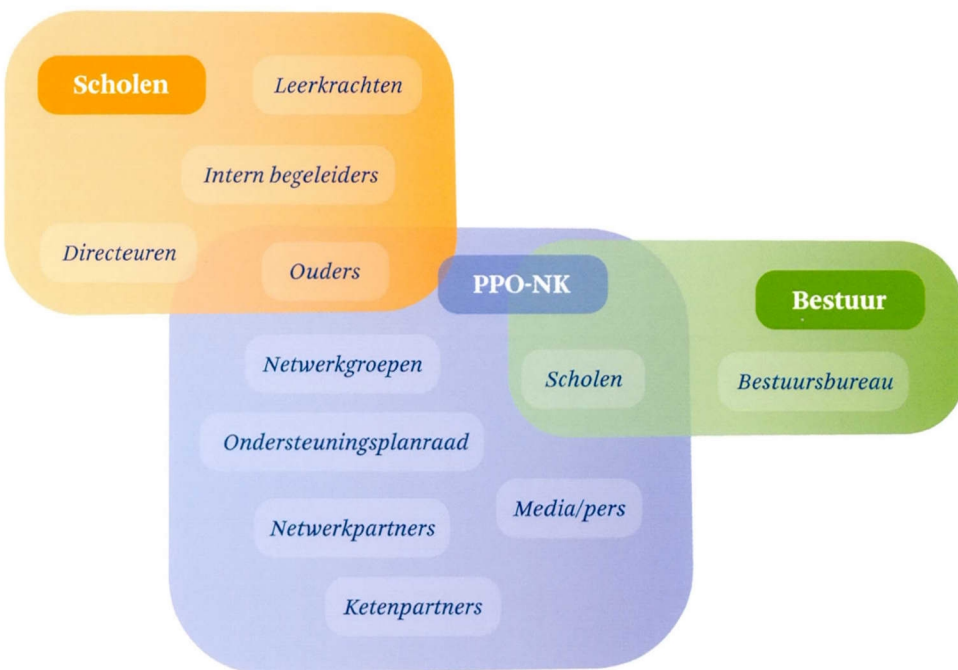 Scholen
Leerkrachten
Intern begeleiders
Directeuren
Ouders
PPO-NK
Bestuur
Netwerkgroepen
Scholen
Bestuursbureau
Ondersteuningsplanraad
Netwerkpartners
Media/pers
Ketenpartners